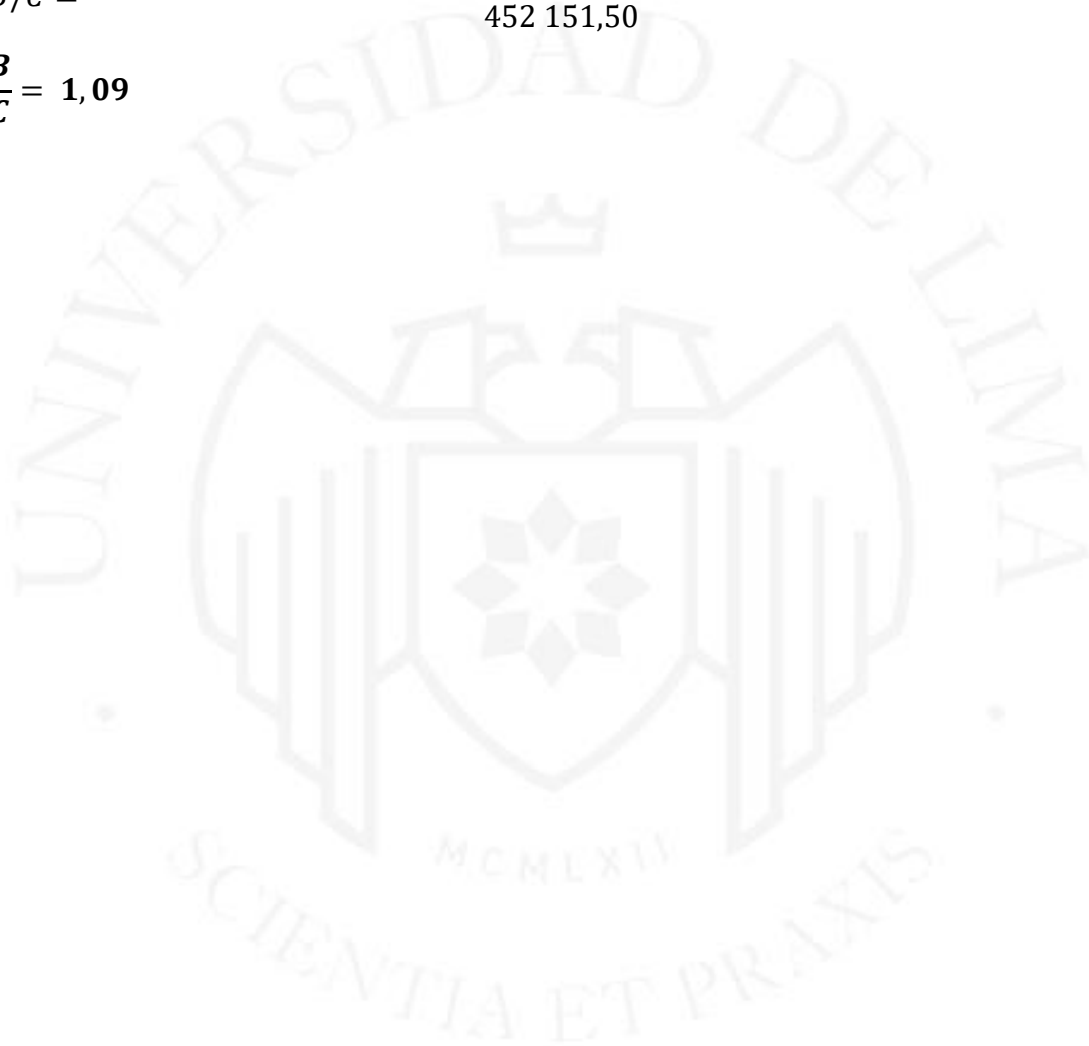 /C =
452 151,50
B/C = 1,09
UNIVERSIDAD DE LIMA
MCMLXII
SCIENTIA ET PRAXIS